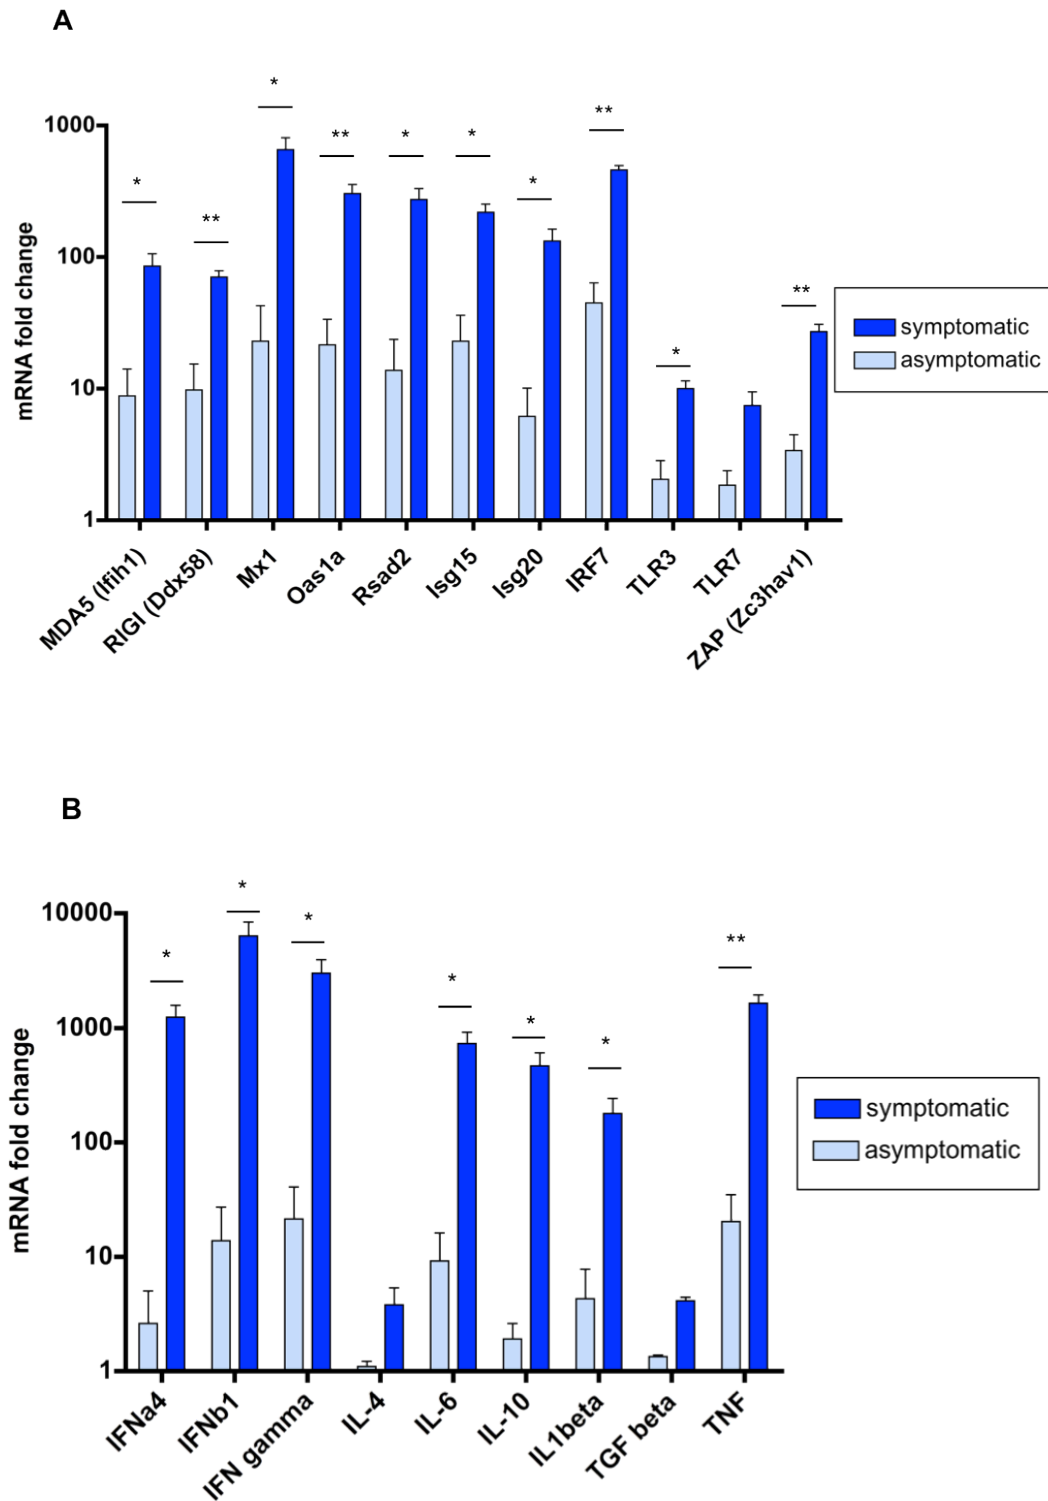 A
*
**
*
**
*
*
*
**
*
**
1000
100
10
1
mRNA fold change
symptomatic
asymptomatic
MDA5 (Ifih1)
RIGI (Ddx58)
Mx1
Oas1a
Rsad2
Isg15
Isg20
IRF7
TLR3
TLR7
ZAP (Zc3hav1)
B
*
*
*
*
*
*
**
10000
1000
100
10
1
mRNA fold change
symptomatic
asymptomatic
IFNa4
IFNb1
IFN gamma
IL-4
IL-6
IL-10
IL1beta
TGF beta
TNF